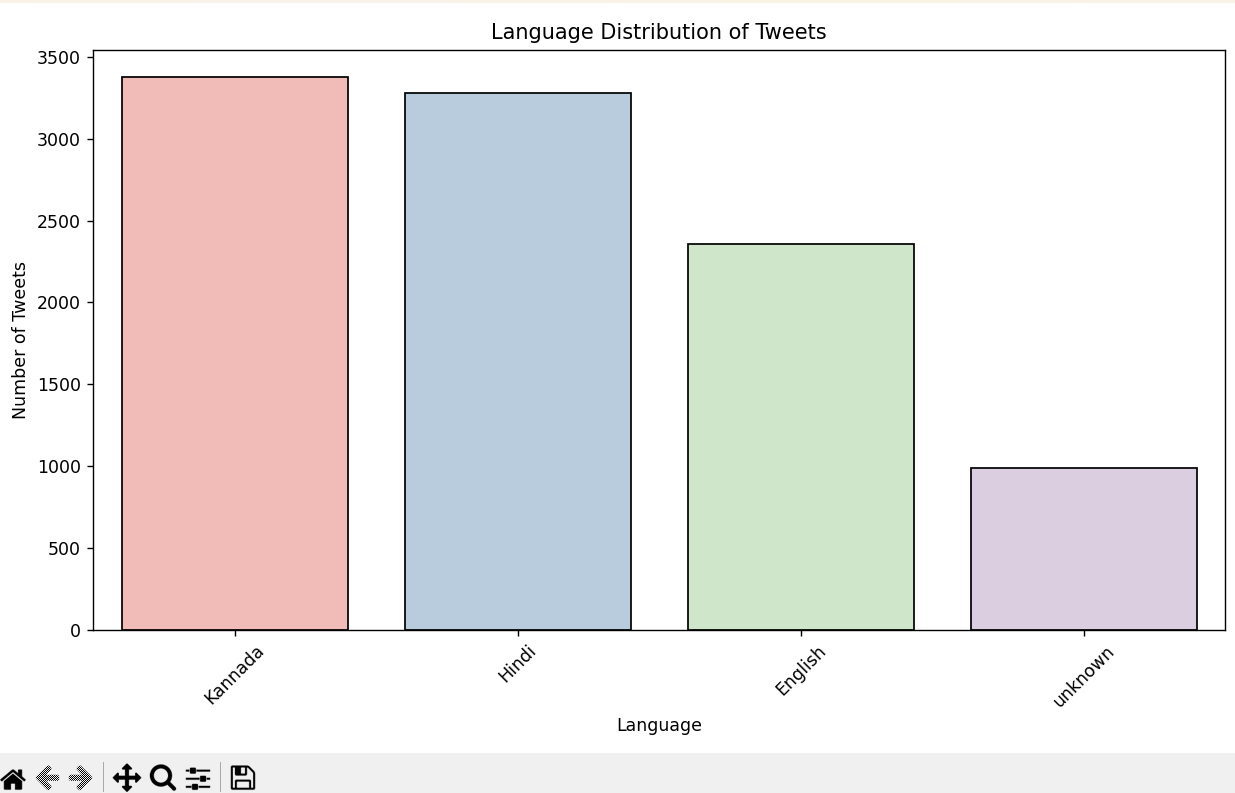 Language Distribution of Tweets
3500
3000
2500
2000
1500
1000
500
0
Number of Tweets
Kannada
Hindi
English
unknown
Language